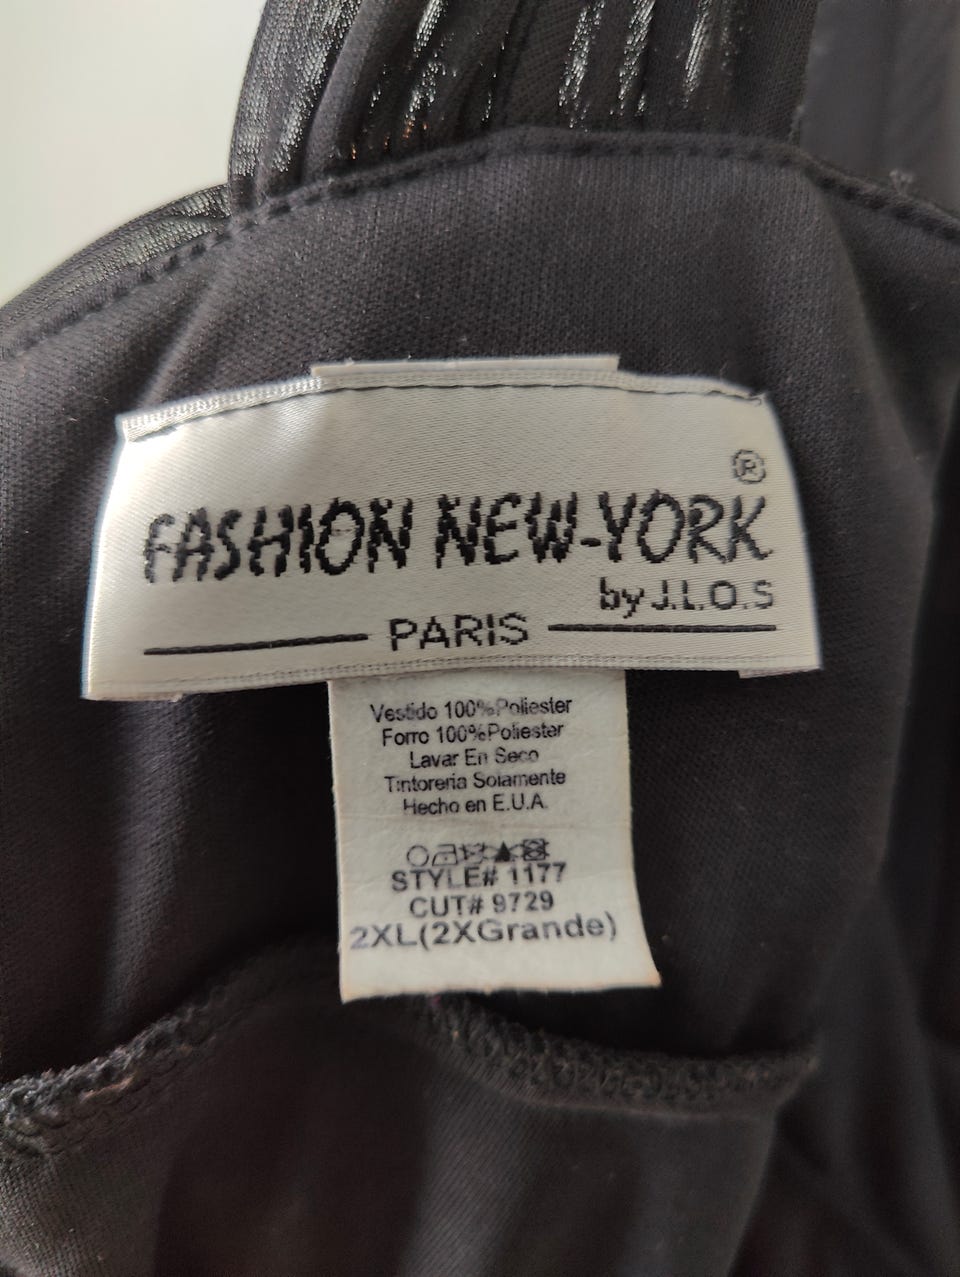 ®
FASHION NEW-YORK
by J.L.O.S
PARIS
Vestido 100%Poliester
Forro 100%Poliester
Lavar En Seco
Tintoreria Solamente
Hecho en E.U.A.
STYLE# 1177
CUT# 9729
2XL(2XGrande)